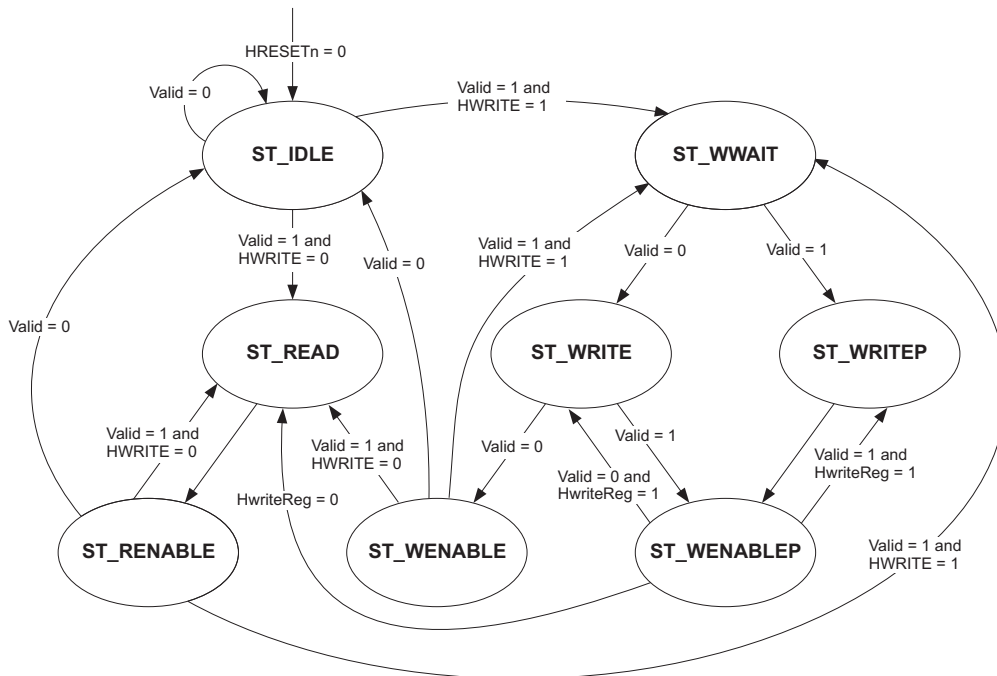 HRESETn = 0
Valid = 0
Valid = 1 and
HWRITE = 1
ST_IDLE
ST_WWAIT
Valid = 1 and
HWRITE = 0
Valid = 0
Valid = 1 and
HWRITE = 1
Valid = 0
Valid = 1
Valid = 0
ST_READ
ST_WRITE
ST_WRITEP
Valid = 1 and
HWRITE = 0
Valid = 1 and
HWRITE = 0
Valid = 0
Valid = 1
Valid = 1 and
HwriteReg = 1
HwriteReg = 0
Valid = 0 and
HwriteReg = 1
ST_RENABLE
ST_WENABLE
ST_WENABLEP
Valid = 1 and
HWRITE = 1